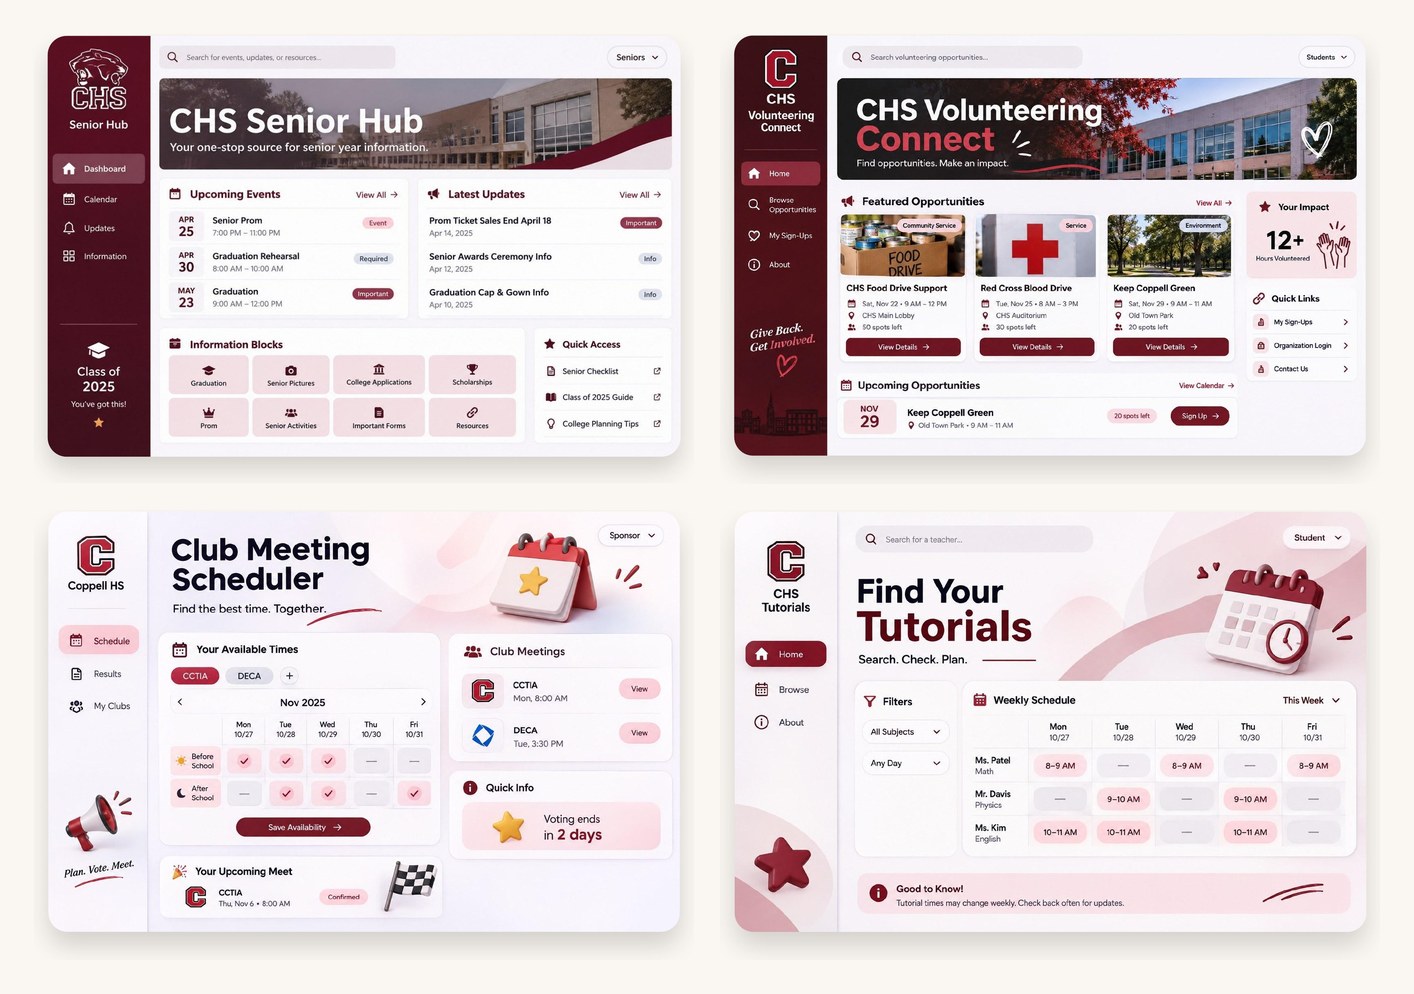 CHS
Senior Hub
Dashboard
Calendar
Updates
Information
Class of
2025
You've got this!
Search for events, updates, or resources...
Seniors
CHS Senior Hub
Your one-stop source for senior year information.
Upcoming Events
View All →
APR
25
Senior Prom
7:00 PM – 11:00 PM
Event
APR
30
Graduation Rehearsal
8:00 AM – 10:00 AM
Required
MAY
23
Graduation
9:00 AM – 12:00 PM
Important
Latest Updates
View All →
Prom Ticket Sales End April 18
Apr 14, 2025
Important
Senior Awards Ceremony Info
Apr 12, 2025
Info
Graduation Cap & Gown Info
Apr 10, 2025
Info
Information Blocks
Graduation
Senior Pictures
College Applications
Scholarships
Prom
Senior Activities
Important Forms
Resources
Quick Access
Senior Checklist
Class of 2025 Guide
College Planning Tips
C
CHS
Volunteering
Connect
Home
Browse
Opportunities
My Sign-Ups
About
Give Back.
Get Involved.
Search volunteering opportunities...
Students
CHS Volunteering
Connect
Find opportunities. Make an impact.
Featured Opportunities
View All →
Community Service
FOOD
DRIVE
CHS Food Drive Support
Sat, Nov 22 • 9 AM – 12 PM
CHS Main Lobby
50 spots left
View Details →
Service
Red Cross Blood Drive
Tue, Nov 25 • 8 AM – 3 PM
CHS Auditorium
30 spots left
View Details →
Environment
Keep Coppell Green
Sat, Nov 29 • 9 AM – 11 AM
Old Town Park
20 spots left
View Details →
Your Impact
12+
Hours Volunteered
Quick Links
My Sign-Ups
Organization Login
Contact Us
Upcoming Opportunities
View Calendar →
NOV
29
Keep Coppell Green
Old Town Park • 9 AM – 11 AM
20 spots left
Sign Up →
C
Coppell HS
Schedule
Results
My Clubs
Plan. Vote. Meet.
Club Meeting
Scheduler
Find the best time. Together.
Sponsor
Your Available Times
CCTIA
DECA
+
Nov 2025
Mon
10/27
Tue
10/28
Wed
10/29
Thu
10/30
Fri
10/31
Before
School
After
School
Save Availability →
Club Meetings
C
CCTIA
Mon, 8:00 AM
View
DECA
Tue, 3:30 PM
View
Quick Info
Voting ends
in 2 days
Your Upcoming Meet
C
CCTIA
Thu, Nov 6 • 8:00 AM
Confirmed
C
CHS
Tutorials
Home
Browse
About
Search for a teacher...
Student
Find Your
Tutorials
Search. Check. Plan.
Filters
All Subjects
Any Day
Weekly Schedule
This Week
Mon
10/27
Tue
10/28
Wed
10/29
Thu
10/30
Fri
10/31
Ms. Patel
Math
8–9 AM
—
8–9 AM
—
8–9 AM
Mr. Davis
Physics
—
9–10 AM
—
9–10 AM
—
Ms. Kim
English
10–11 AM
10–11 AM
—
10–11 AM
—
Good to Know!
Tutorial times may change weekly. Check back often for updates.